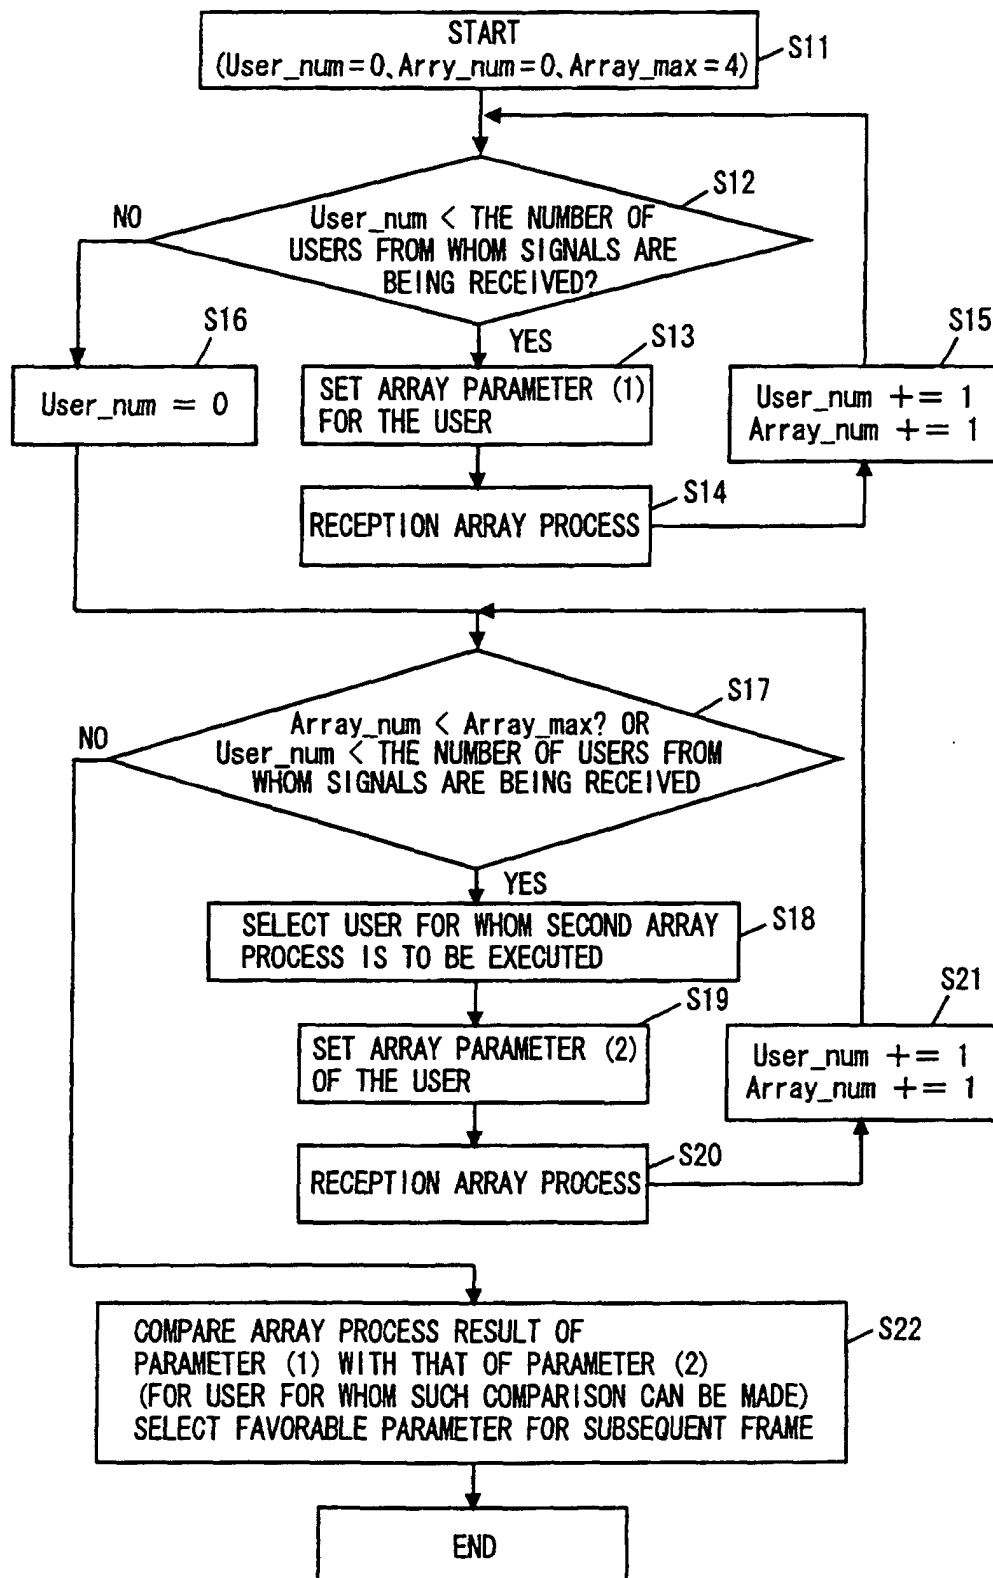 START
(User_num=0、Arry_num=0、Array_max=4)
S11
S12
NO
User_num < THE NUMBER OF
USERS FROM WHOM SIGNALS ARE
BEING RECEIVED?
S16
YES
S13
S15
User_num = 0
SET ARRAY PARAMETER (1)
FOR THE USER
User_num += 1
Array_num += 1
S14
RECEPTION ARRAY PROCESS
S17
NO
Array_num < Array_max? OR
User_num < THE NUMBER OF USERS FROM
WHOM SIGNALS ARE BEING RECEIVED
YES
S18
SELECT USER FOR WHOM SECOND ARRAY
PROCESS IS TO BE EXECUTED
S19
S21
SET ARRAY PARAMETER (2)
OF THE USER
User_num += 1
Array_num += 1
S20
RECEPTION ARRAY PROCESS
S22
COMPARE ARRAY PROCESS RESULT OF
PARAMETER (1) WITH THAT OF PARAMETER (2)
(FOR USER FOR WHOM SUCH COMPARISON CAN BE MADE)
SELECT FAVORABLE PARAMETER FOR SUBSEQUENT FRAME
END